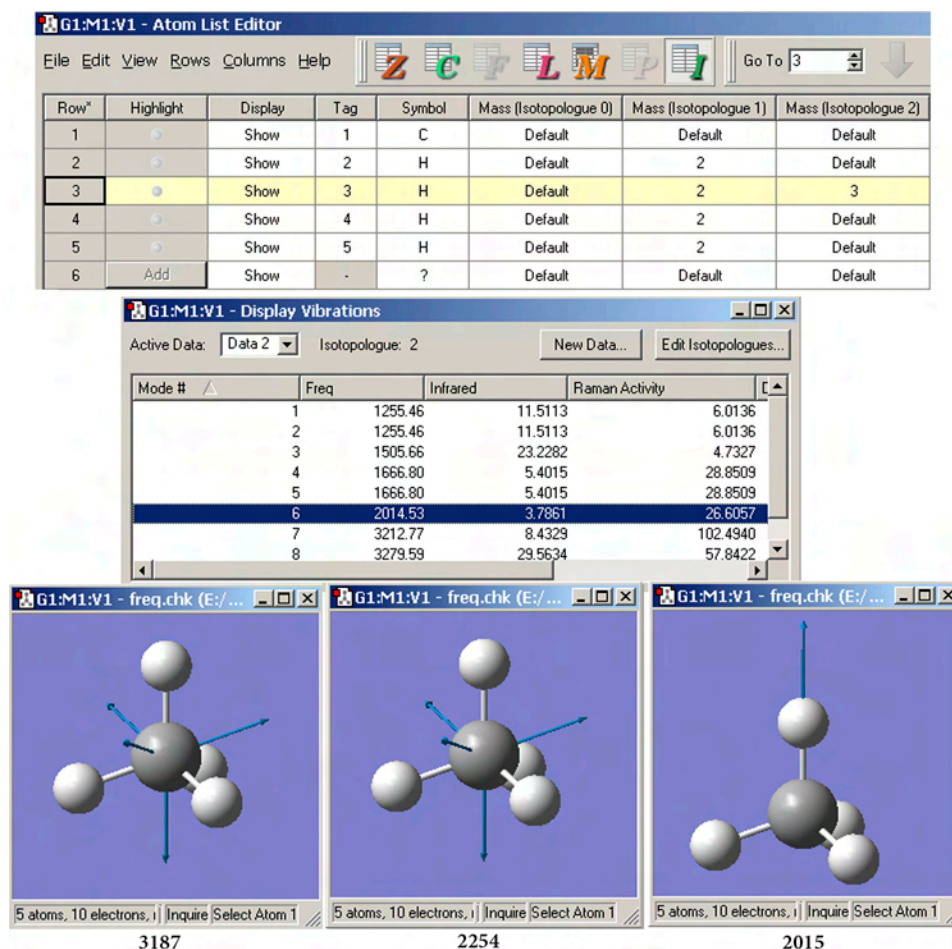 G1:M1:V1 - Atom List Editor
File Edit View Rows Columns Help Z C F L M P I Go To 3
Row* Highlight Display Tag Symbol Mass (Isotopologue 0) Mass (Isotopologue 1) Mass (Isotopologue 2)
1 Show 1 C Default Default Default
2 Show 2 H Default 2 Default
3 Show 3 H Default 2 3
4 Show 4 H Default 2 Default
5 Show 5 H Default 2 Default
6 Add Show - ? Default Default Default
G1:M1:V1 - Display Vibrations
Active Data: Data 2 Isotopologue: 2 New Data... Edit Isotopologues...
Mode # Freq Infrared Raman Activity
1 1255.46 11.5113 6.0136
2 1255.46 11.5113 6.0136
3 1505.66 23.2282 4.7327
4 1666.80 5.4015 28.8509
5 1666.80 5.4015 28.8509
6 2014.53 3.7861 26.6057
7 3212.77 8.4329 102.4940
8 3279.59 29.5634 57.8422
G1:M1:V1 - freq.chk (E:/... G1:M1:V1 - freq.chk (E:/... G1:M1:V1 - freq.chk (E:/...
5 atoms, 10 electrons, Inquire Select Atom 1 5 atoms, 10 electrons, Inquire Select Atom 1 5 atoms, 10 electrons, Inquire Select Atom 1
3187 2254 2015